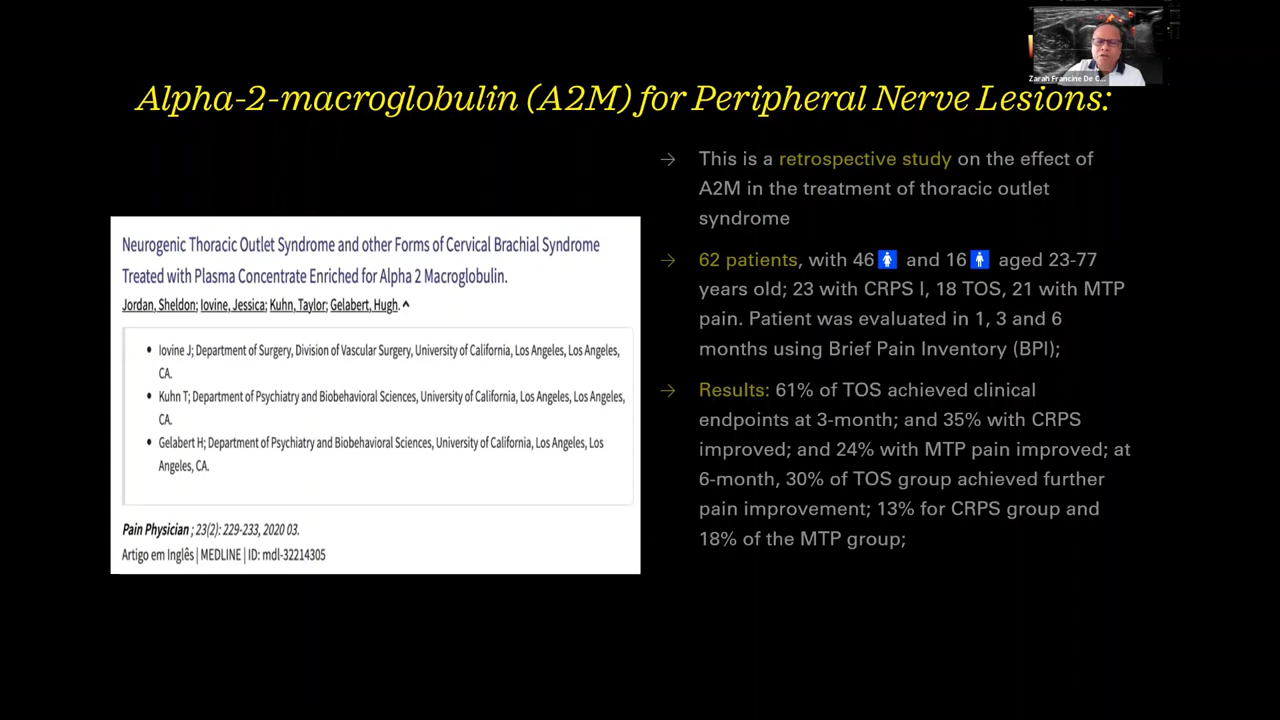 Zarah Francine De C...
Alpha-2-macroglobulin (A2M) for Peripheral Nerve Lesions:
Neurogenic Thoracic Outlet Syndrome and other Forms of Cervical Brachial Syndrome
Treated with Plasma Concentrate Enriched for Alpha 2 Macroglobulin.
Jordan, Sheldon; Iovine, Jessica; Kuhn, Taylor; Gelabert, Hugh.
• Iovine J; Department of Surgery, Division of Vascular Surgery, University of California, Los Angeles, Los Angeles,
CA.
• Kuhn T; Department of Psychiatry and Biobehavioral Sciences, University of California, Los Angeles, Los Angeles,
CA.
• Gelabert H; Department of Psychiatry and Biobehavioral Sciences, University of California, Los Angeles, Los
Angeles, CA.
Pain Physician ; 23(2): 229-233, 2020 03.
Artigo em Inglês | MEDLINE | ID: mdl-32214305
→ This is a retrospective study on the effect of
A2M in the treatment of thoracic outlet
syndrome
→ 62 patients, with 46🚺 and 16🚹 aged 23-77
years old; 23 with CRPS I, 18 TOS, 21 with MTP
pain. Patient was evaluated in 1, 3 and 6
months using Brief Pain Inventory (BPI);
→ Results: 61% of TOS achieved clinical
endpoints at 3-month; and 35% with CRPS
improved; and 24% with MTP pain improved; at
6-month, 30% of TOS group achieved further
pain improvement; 13% for CRPS group and
18% of the MTP group;